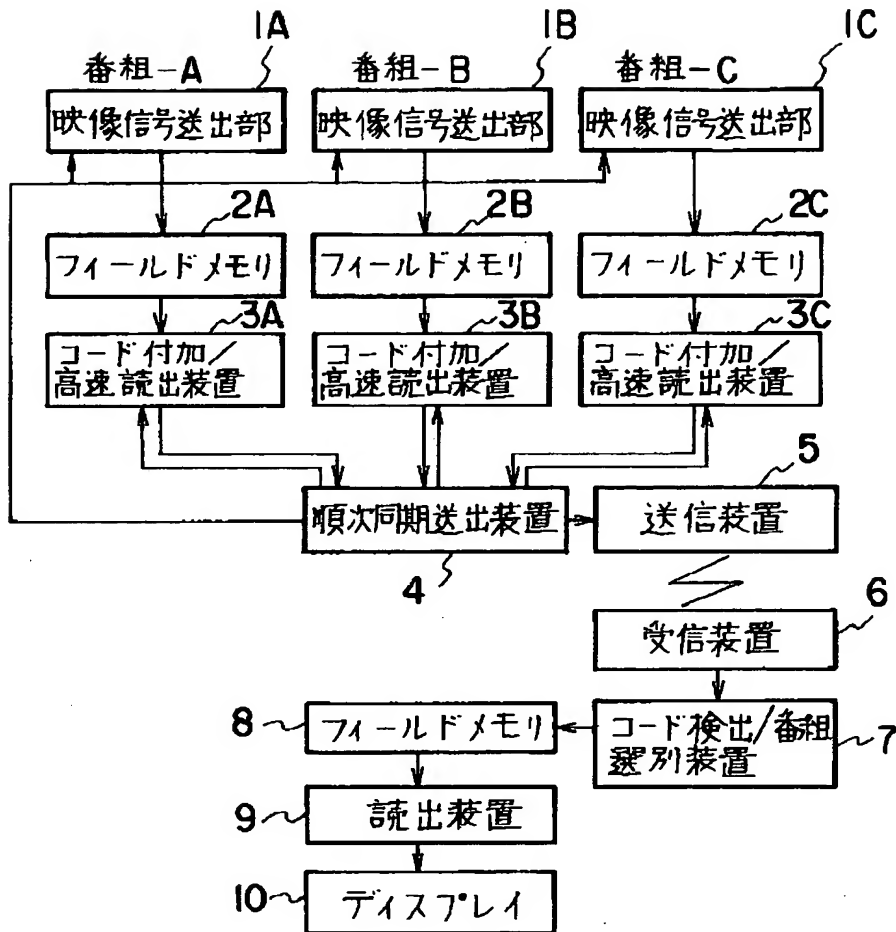 1A
1B
1C
番組-A
番組-B
番組-C
映像信号送出部
映像信号送出部
映像信号送出部
2A
2B
2C
フィールドメモリ
フィールドメモリ
フィールドメモリ
3A
3B
3C
コード付加/
高速読出装置
コード付加/
高速読出装置
コード付加/
高速読出装置
5
順次同期送出装置
送信装置
4
6
受信装置
8
フィールドメモリ
コード検出/番組
選別装置
7
9
読出装置
10
ディスプレイ